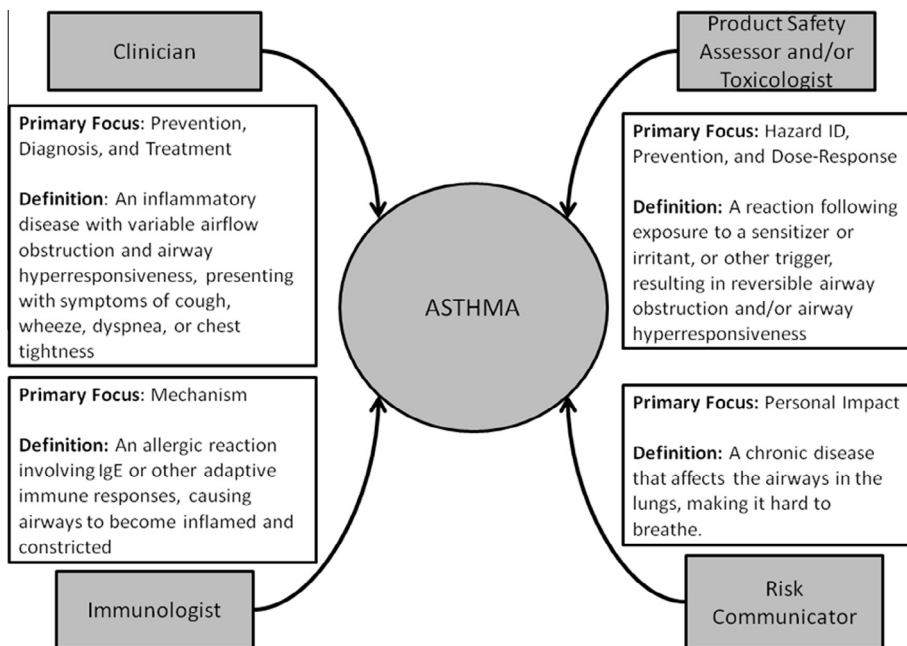 Clinician
Primary Focus: Prevention,
Diagnosis, and Treatment
Definition: An inflammatory
disease with variable airflow
obstruction and airway
hyperresponsiveness, presenting
with symptoms of cough,
wheeze, dyspnea, or chest
tightness
Product Safety
Assessor and/or
Toxicologist
Primary Focus: Hazard ID,
Prevention, and Dose-Response
Definition: A reaction following
exposure to a sensitizer or
irritant, or other trigger,
resulting in reversible airway
obstruction and/or airway
hyperresponsiveness
ASTHMA
Primary Focus: Mechanism
Definition: An allergic reaction
involving IgE or other adaptive
immune responses, causing
airways to become inflamed and
constricted
Immunologist
Primary Focus: Personal Impact
Definition: A chronic disease
that affects the airways in the
lungs, making it hard to
breathe.
Risk
Communicator